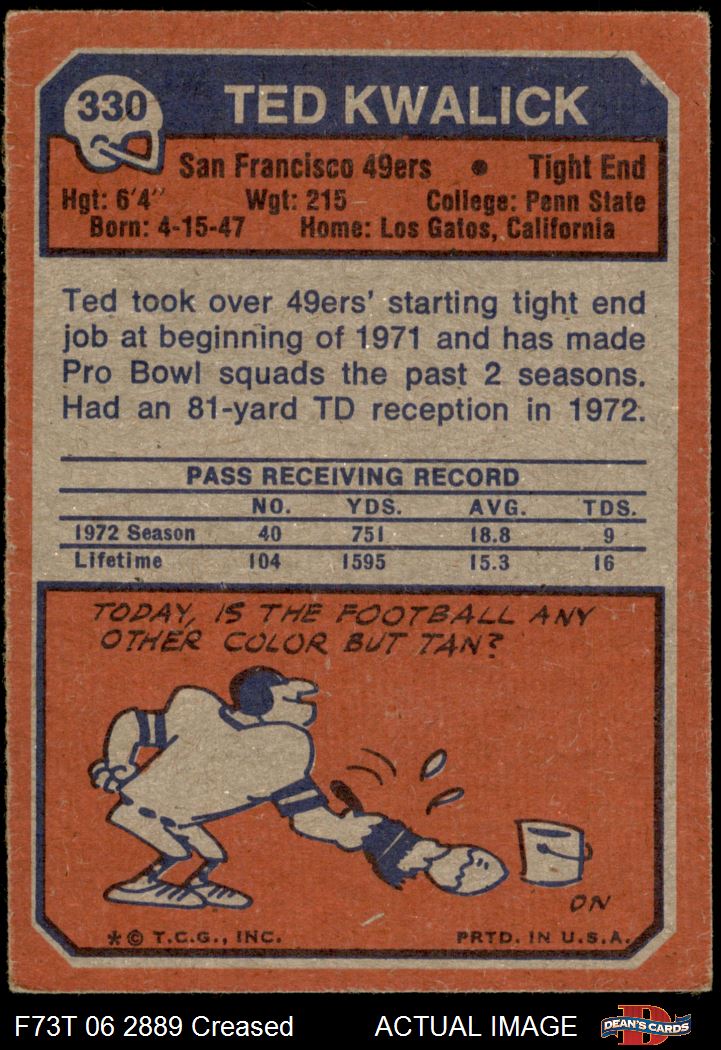 330
TED KWALICK
San Francisco 49ers • Tight End
Hgt: 6'4" Wgt: 215 College: Penn State
Born: 4-15-47 Home: Los Gatos, California
Ted took over 49ers' starting tight end
job at beginning of 1971 and has made
Pro Bowl squads the past 2 seasons.
Had an 81-yard TD reception in 1972.
PASS RECEIVING RECORD
NO. YDS. AVG. TDS.
1972 Season 40 751 18.8 9
Lifetime 104 1595 15.3 16
TODAY, IS THE FOOTBALL ANY
OTHER COLOR BUT TAN?
ON
* © T.C.G., INC. PRTD. IN U.S.A.
F73T 06 2889 Creased ACTUAL IMAGE
D
DEAN'S CARDS